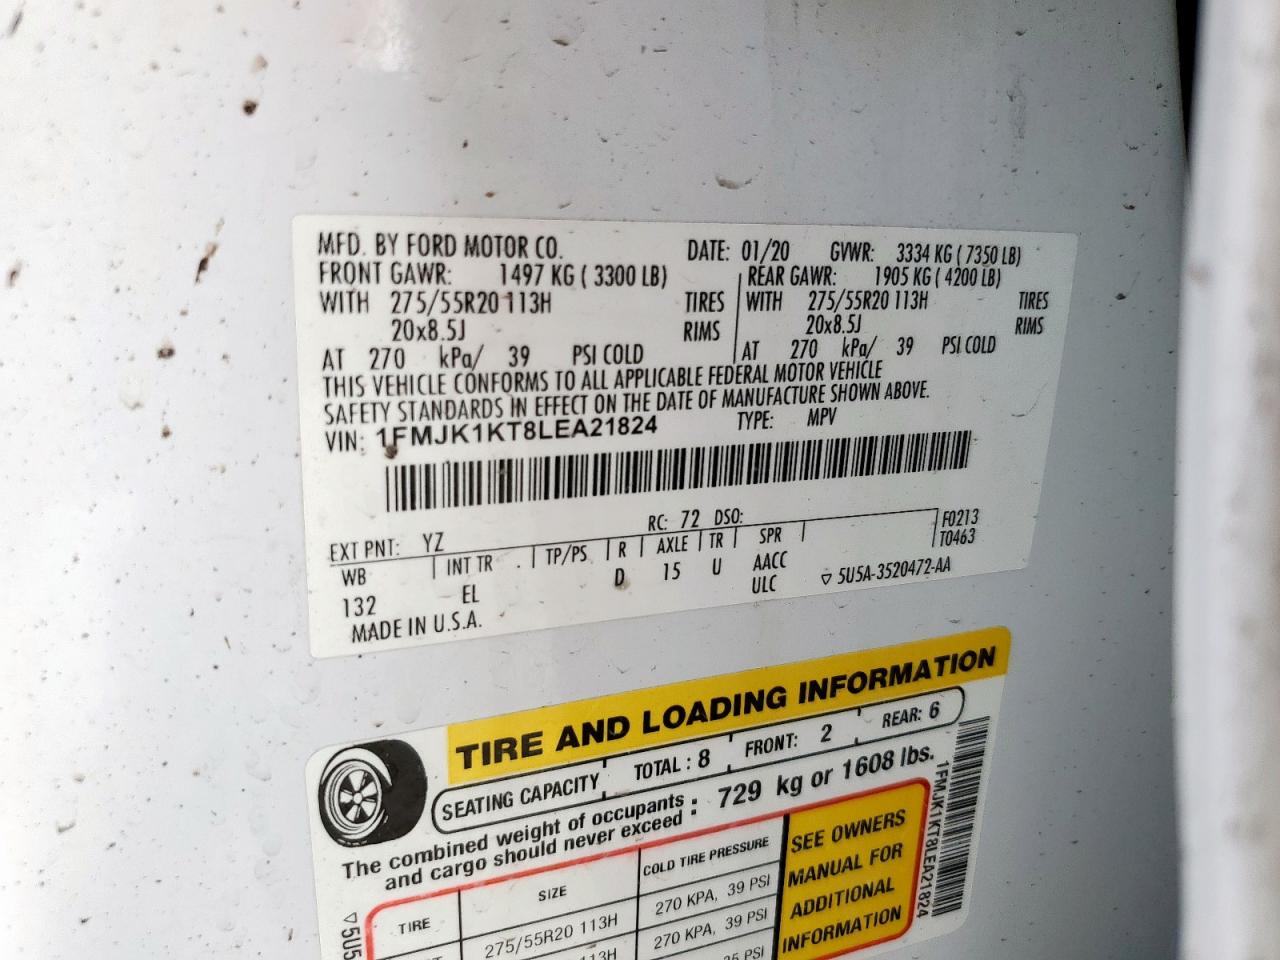 MFD. BY FORD MOTOR CO. DATE: 01/20 GVWR: 3334 KG ( 7350 LB)
FRONT GAWR: 1497 KG ( 3300 LB) REAR GAWR: 1905 KG ( 4200 LB)
WITH 275/55R20 113H TIRES WITH 275/55R20 113H TIRES
20x8.5J RIMS 20x8.5J RIMS
AT 270 kPa/ 39 PSI COLD AT 270 kPa/ 39 PSI COLD
THIS VEHICLE CONFORMS TO ALL APPLICABLE FEDERAL MOTOR VEHICLE
SAFETY STANDARDS IN EFFECT ON THE DATE OF MANUFACTURE SHOWN ABOVE.
VIN: 1FMJK1KT8LEA21824 TYPE: MPV
EXT PNT: YZ RC: 72 DSO: F0213
WB INT TR TP/PS R AXLE TR SPR T0463
132 EL D 15 U AACC
ULC ▽ 5U5A-3520472-AA
MADE IN U.S.A.
TIRE AND LOADING INFORMATION
SEATING CAPACITY TOTAL : 8 FRONT: 2 REAR: 6
The combined weight of occupants and cargo should never exceed : 729 kg or 1608 lbs.
TIRE SIZE COLD TIRE PRESSURE
275/55R20 113H 270 KPA, 39 PSI
113H 270 KPA, 39 PSI
35 PSI
SEE OWNERS
MANUAL FOR
ADDITIONAL
INFORMATION
1FMJK1KT8LEA21824
▽5U5